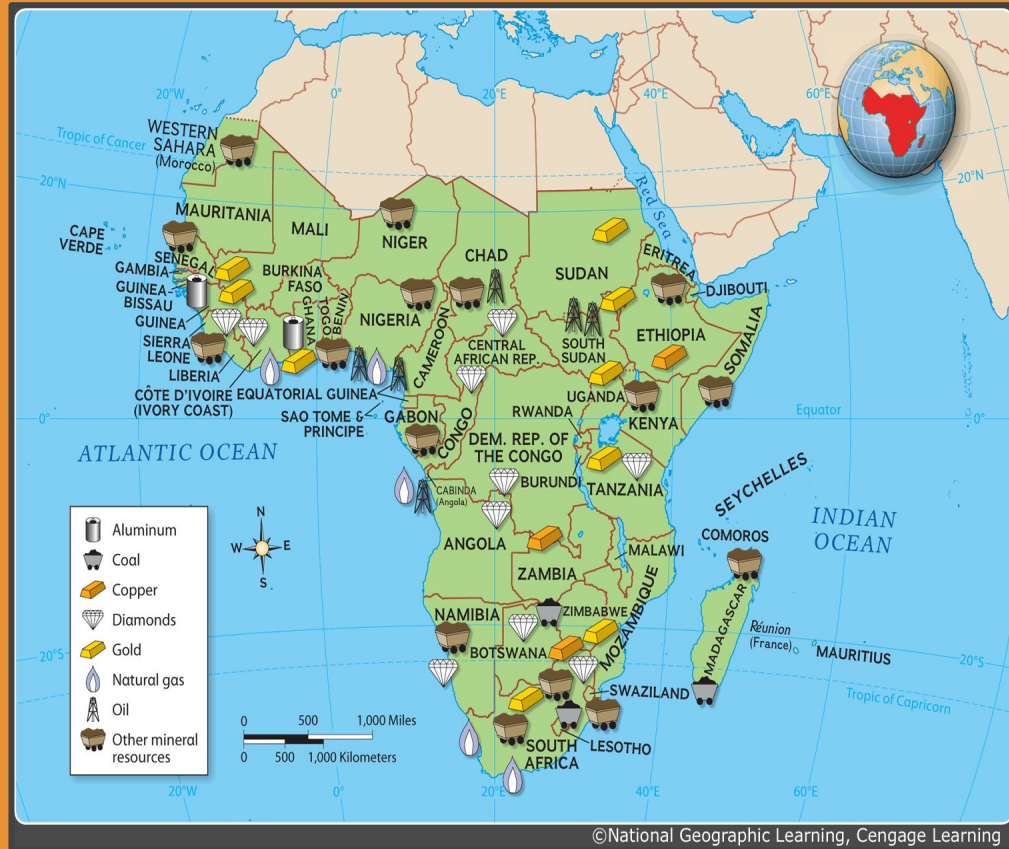 20°W
0°
20°E
40°E
60°E
Tropic of Cancer
20°N
20°N
WESTERN
SAHARA
(Morocco)
Red Sea
MAURITANIA
MALI
NIGER
CHAD
SUDAN
ERITREA
DJIBOUTI
CAPE
VERDE
SENEGAL
GAMBIA
GUINEA-
BISSAU
GUINEA
SIERRA
LEONE
LIBERIA
CÔTE D'IVOIRE
(IVORY COAST)
BURKINA
FASO
GHANA
TOGO
BENIN
NIGERIA
CAMEROON
CENTRAL
AFRICAN REP.
SOUTH
SUDAN
ETHIOPIA
SOMALIA
EQUATORIAL GUINEA
SAO TOME &
PRINCIPE
GABON
CONGO
UGANDA
RWANDA
KENYA
DEM. REP. OF
THE CONGO
BURUNDI
TANZANIA
0°
Equator
0°
ATLANTIC OCEAN
CABINDA
(Angola)
SEYCHELLES
INDIAN
OCEAN
COMOROS
ANGOLA
ZAMBIA
MALAWI
MOZAMBIQUE
ZIMBABWE
NAMIBIA
BOTSWANA
MADAGASCAR
Réunion
(France)
MAURITIUS
20°S
20°S
SWAZILAND
LESOTHO
SOUTH
AFRICA
Tropic of Capricorn
N
W
E
S
Aluminum
Coal
Copper
Diamonds
Gold
Natural gas
Oil
Other mineral
resources
0 500 1,000 Miles
0 500 1,000 Kilometers
20°W
0°
20°E
40°E
60°E
©National Geographic Learning, Cengage Learning